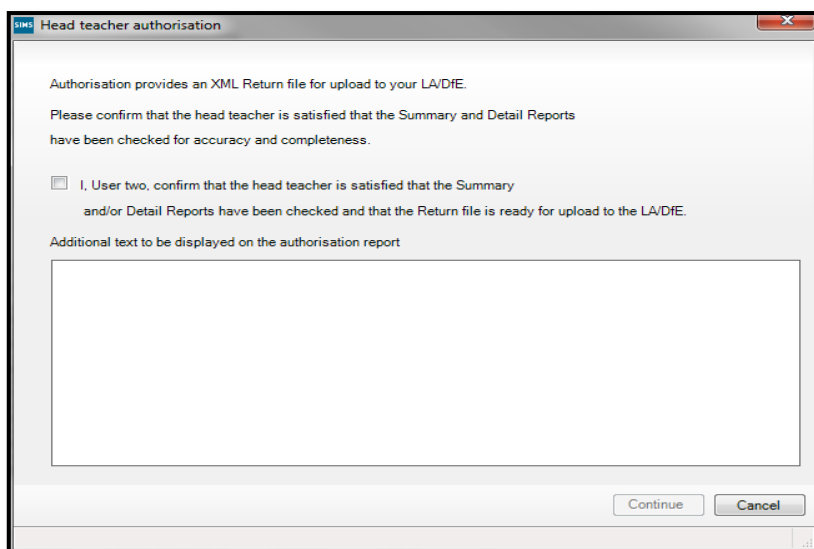 SIMS Head teacher authorisation
Authorisation provides an XML Return file for upload to your LA/DfE.
Please confirm that the head teacher is satisfied that the Summary and Detail Reports
have been checked for accuracy and completeness.
I, User two, confirm that the head teacher is satisfied that the Summary
and/or Detail Reports have been checked and that the Return file is ready for upload to the LA/DfE.
Additional text to be displayed on the authorisation report
Continue Cancel